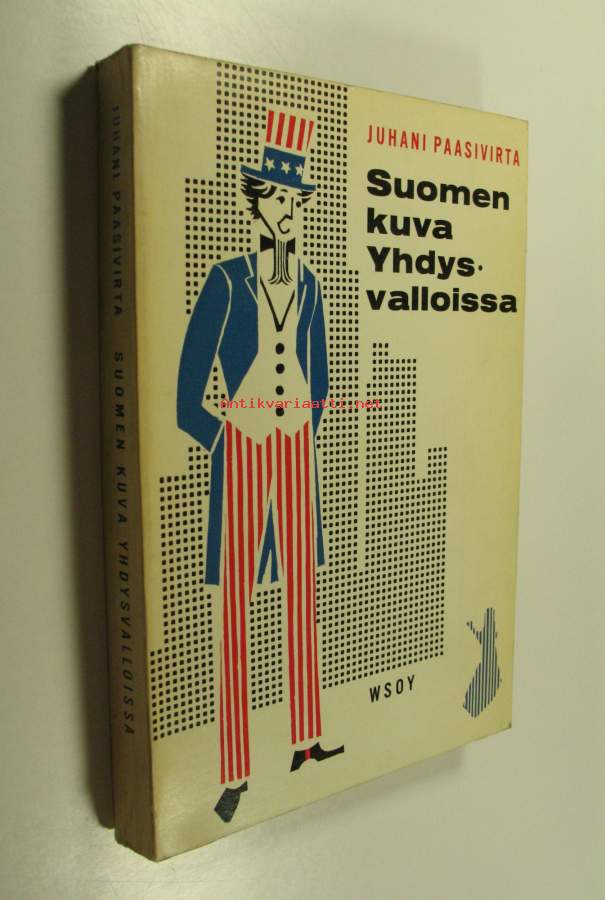 JUHANI PAASIVIRTA SUOMEN KUVA YHDYSVALLOISSA
JUHANI PAASIVIRTA
Suomen
kuva
Yhdys-
valloissa
antikvariaatti.net
WSOY